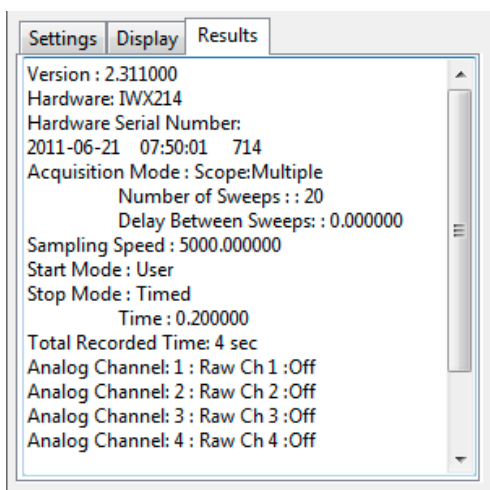 Settings Display Results
Version : 2.311000
Hardware: IWX214
Hardware Serial Number:
2011-06-21 07:50:01 714
Acquisition Mode : Scope:Multiple
Number of Sweeps : : 20
Delay Between Sweeps: : 0.000000
Sampling Speed : 5000.000000
Start Mode : User
Stop Mode : Timed
Time : 0.200000
Total Recorded Time: 4 sec
Analog Channel: 1 : Raw Ch 1 :Off
Analog Channel: 2 : Raw Ch 2 :Off
Analog Channel: 3 : Raw Ch 3 :Off
Analog Channel: 4 : Raw Ch 4 :Off